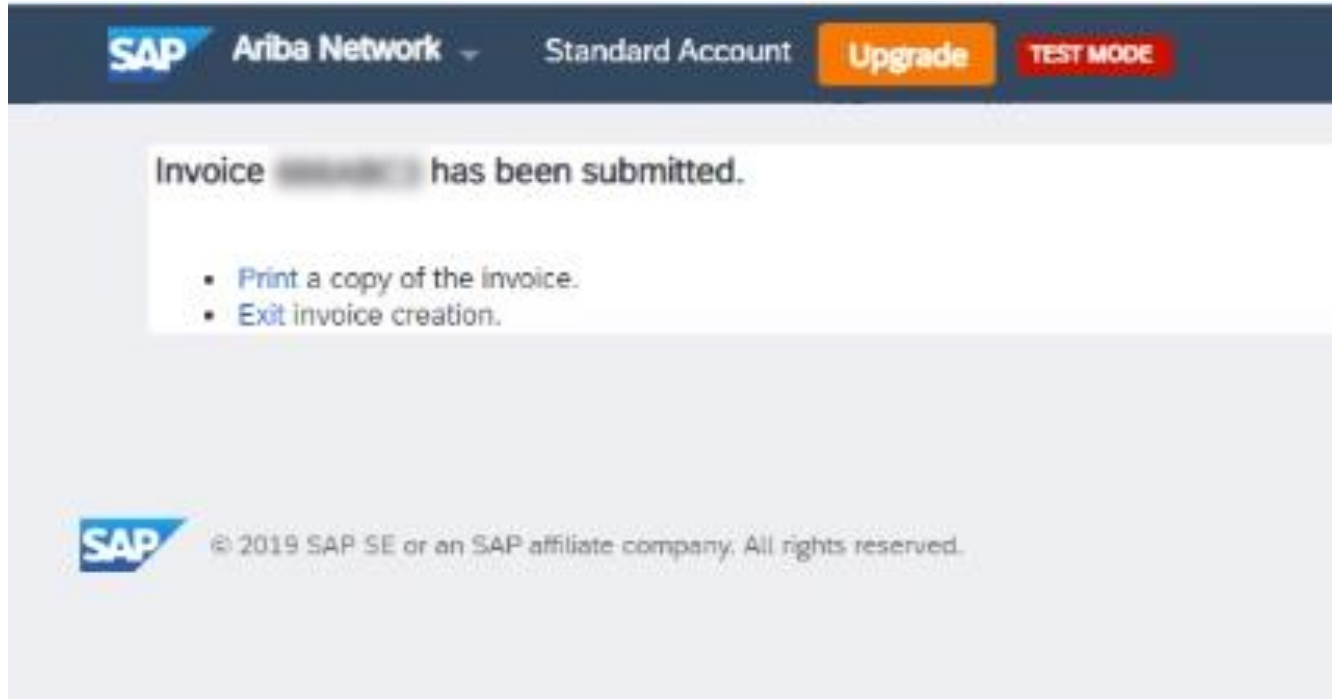 SAP Ariba Network Standard Account Upgrade TEST MODE
Invoice has been submitted.
• Print a copy of the invoice.
• Exit invoice creation.
SAP © 2019 SAP SE or an SAP affiliate company. All rights reserved.